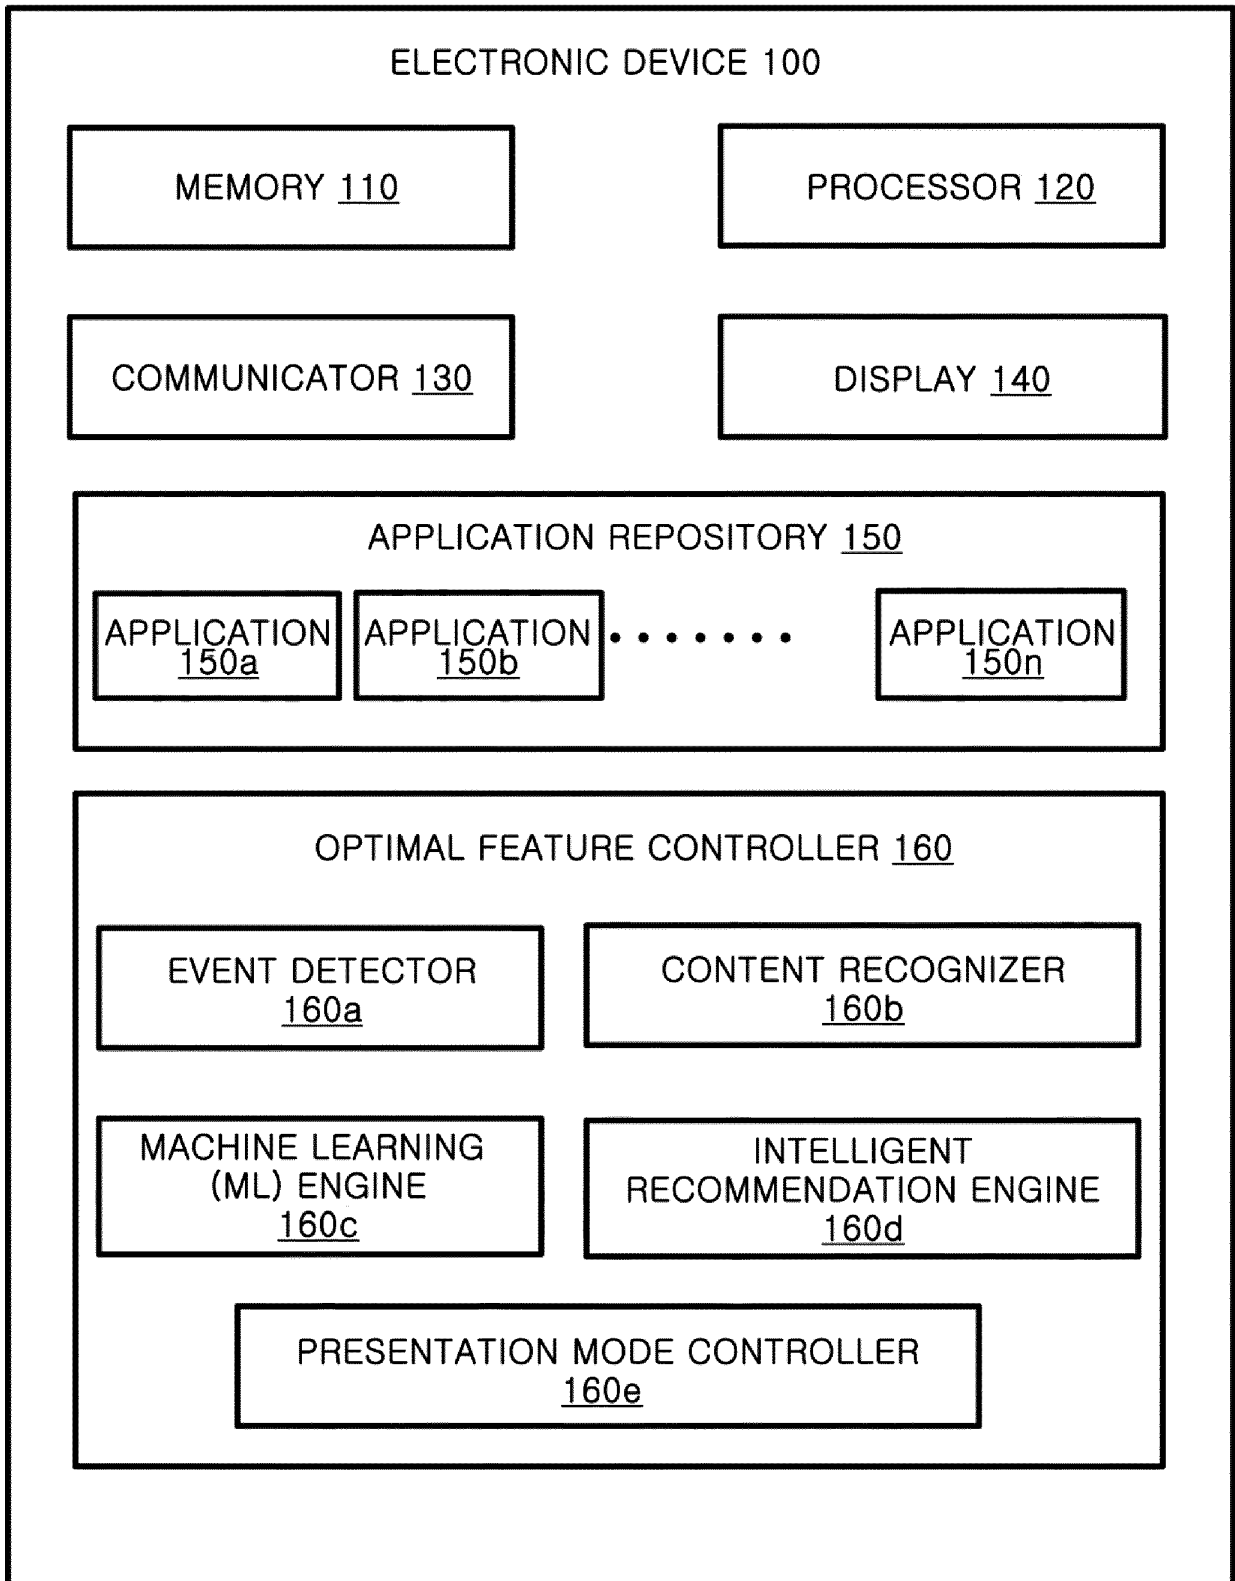 ELECTRONIC DEVICE 100
MEMORY 110
PROCESSOR 120
COMMUNICATOR 130
DISPLAY 140
APPLICATION REPOSITORY 150
APPLICATION
150a
APPLICATION
150b
APPLICATION
150n
OPTIMAL FEATURE CONTROLLER 160
EVENT DETECTOR
160a
CONTENT RECOGNIZER
160b
MACHINE LEARNING
(ML) ENGINE
160c
INTELLIGENT
RECOMMENDATION ENGINE
160d
PRESENTATION MODE CONTROLLER
160e